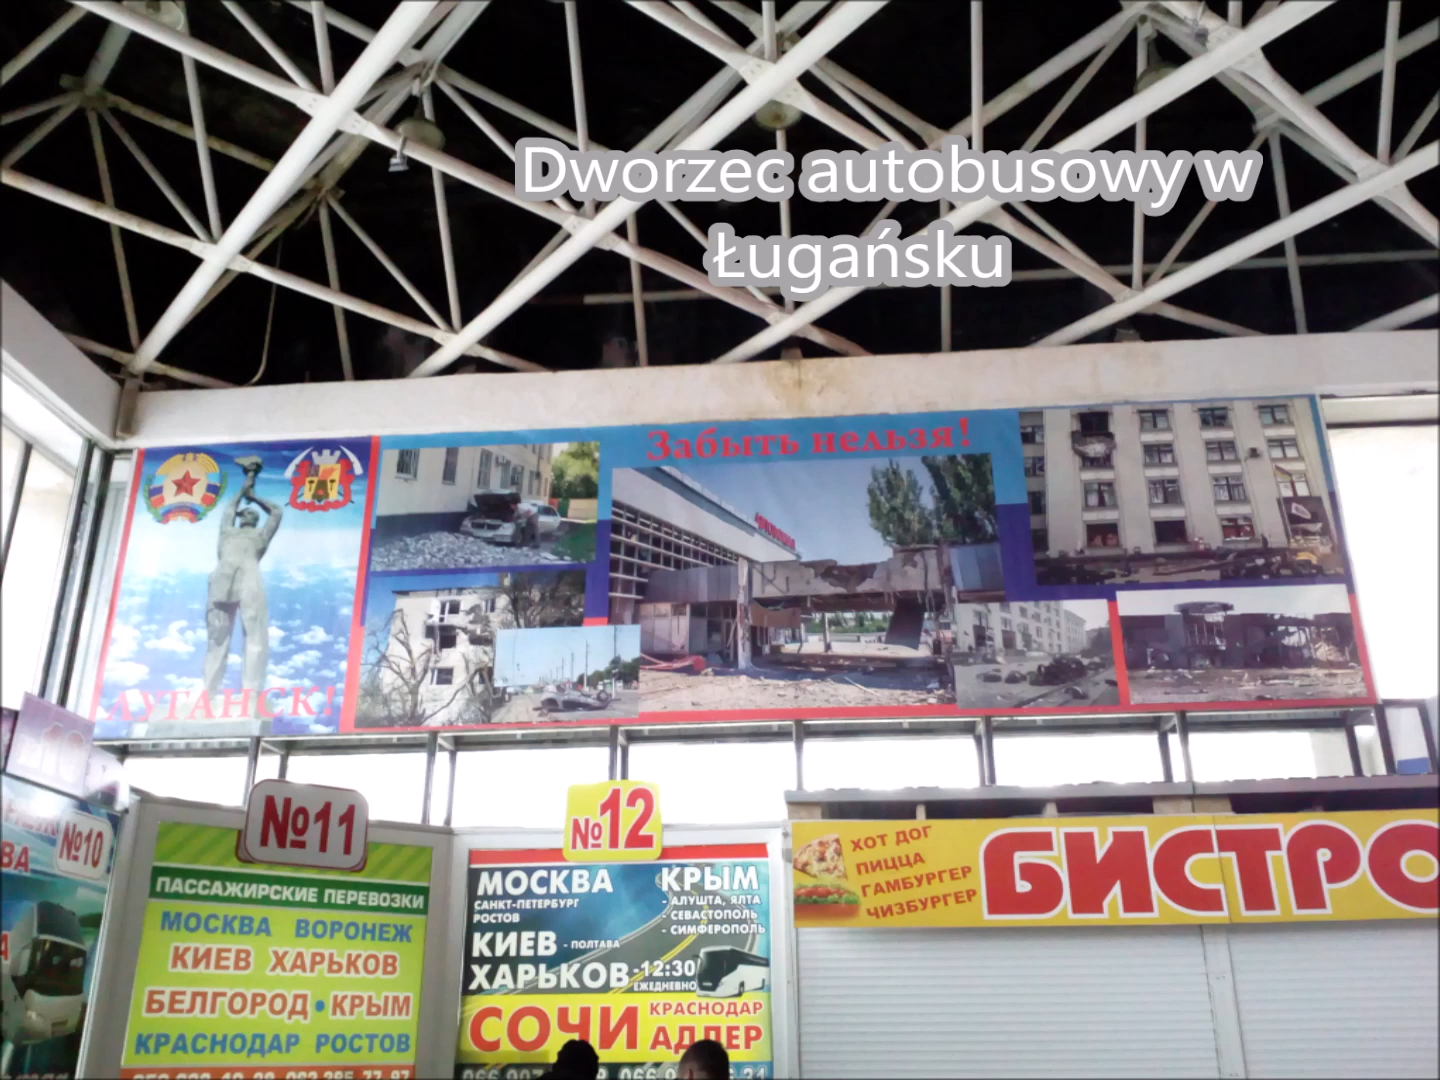 Dworzec autobusowy w
Ługańsku
Забыть нельзя!
ЛУГАНСК!
№10
№11
ПАССАЖИРСКИЕ ПЕРЕВОЗКИ
МОСКВА ВОРОНЕЖ
КИЕВ ХАРЬКОВ
БЕЛГОРОД • КРЫМ
КРАСНОДАР РОСТОВ
№12
МОСКВА
САНКТ-ПЕТЕРБУРГ
РОСТОВ
КИЕВ - ПОЛТАВА
ХАРЬКОВ -12:30
ЕЖЕДНЕВНО
КРЫМ
- АЛУШТА, ЯЛТА
- СЕВАСТОПОЛЬ
- СИМФЕРОПОЛЬ
СОЧИ
КРАСНОДАР
АДЛЕР
ХОТ ДОГ
ПИЦЦА
ГАМБУРГЕР
ЧИЗБУРГЕР
БИСТРО